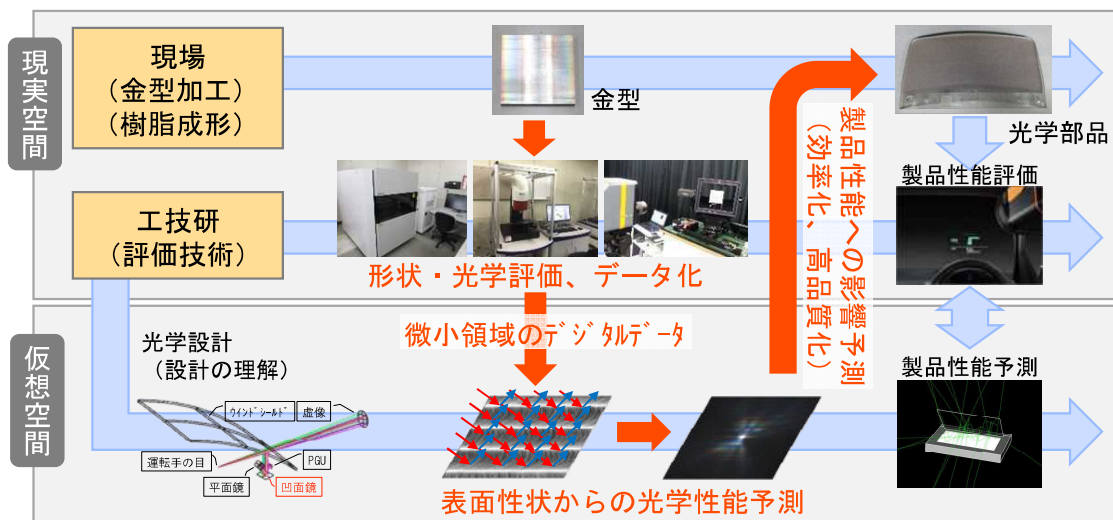 現実空間
現場
（金型加工）
（樹脂成形）
金型
光学部品
製品性能への影響予測
（効率化、高品質化）
工技研
（評価技術）
形状・光学評価、データ化
製品性能評価
仮想空間
光学設計
（設計の理解）
ｳｲﾝﾄﾞｼｰﾙﾄﾞ
虚像
運転手の目
PGU
平面鏡
凹面鏡
微小領域のﾃﾞｼﾞﾀﾙﾃﾞｰﾀ
表面性状からの光学性能予測
製品性能予測